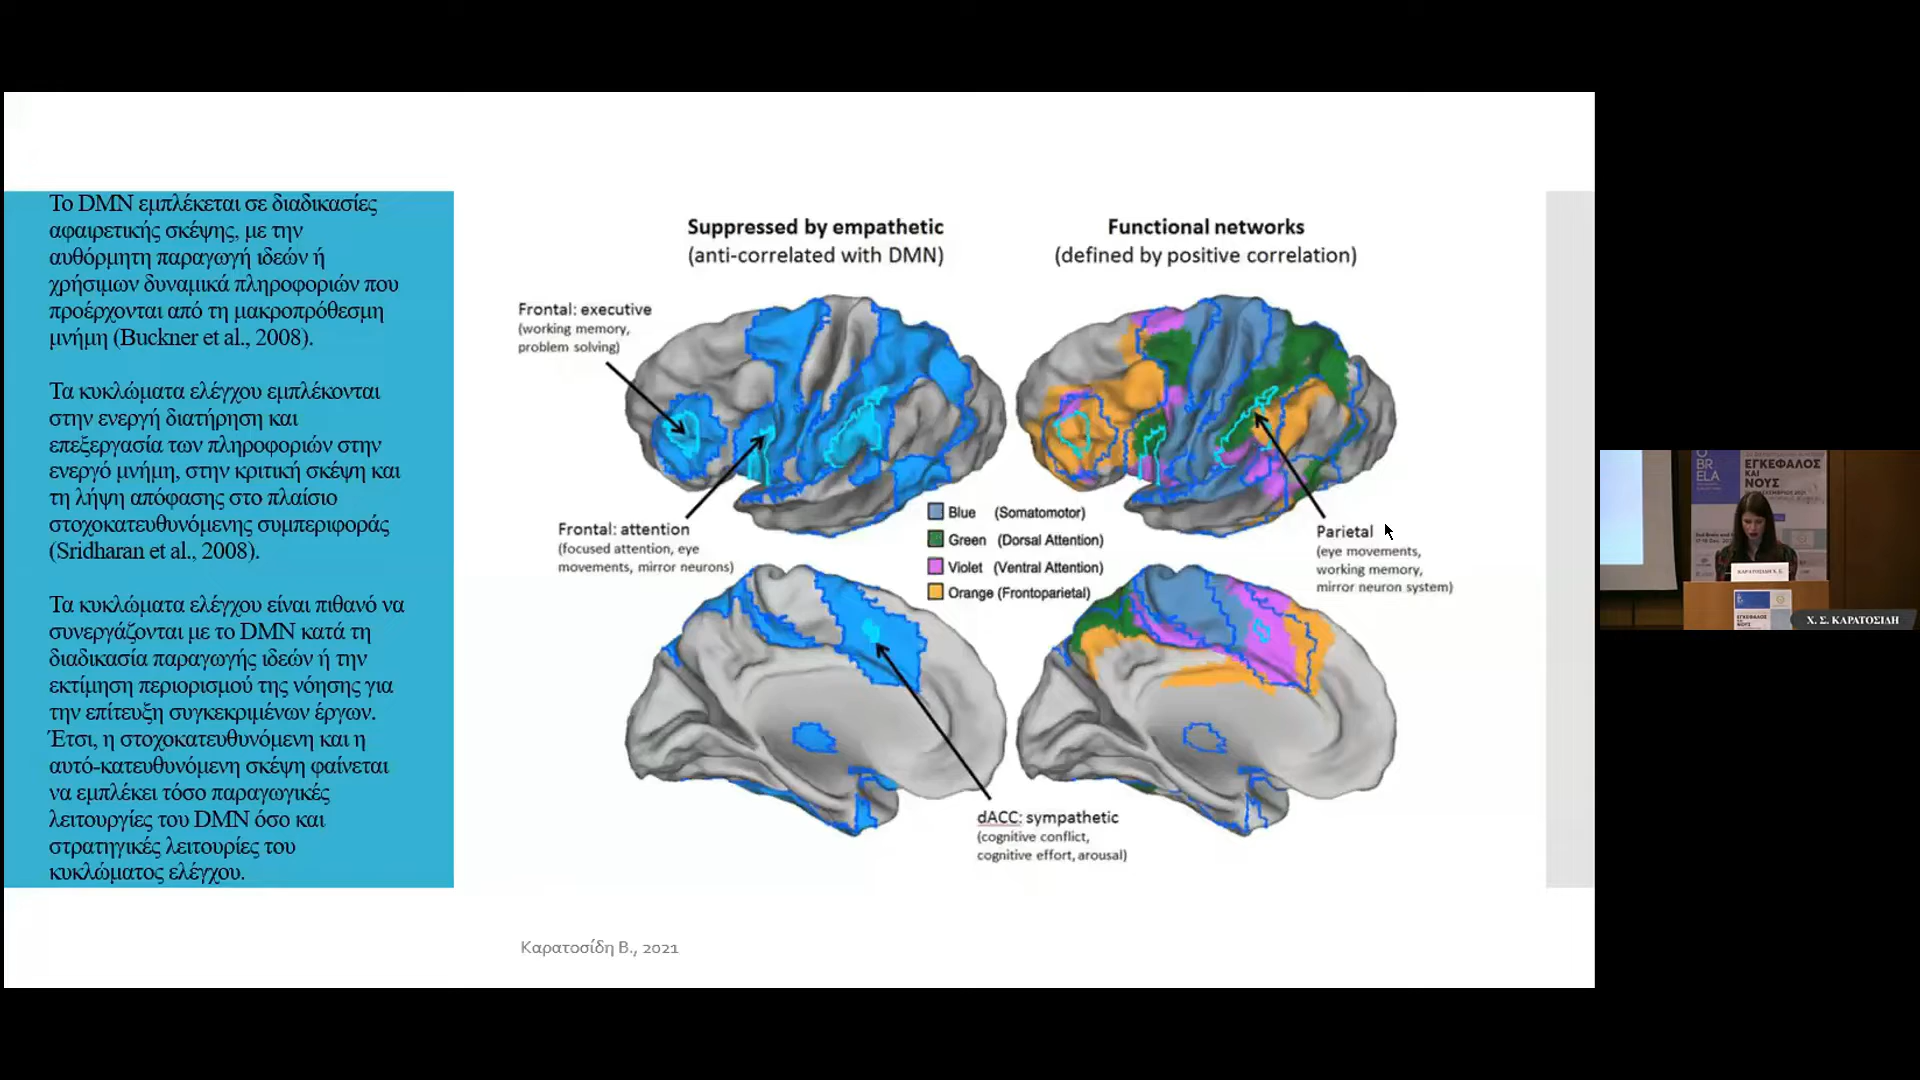 Το DMN εμπλέκεται σε διαδικασίες
αφαιρετικής σκέψης, με την
αυθόρμητη παραγωγή ιδεών ή
χρήσιμων δυναμικά πληροφοριών που
προέρχονται από τη μακροπρόθεσμη
μνήμη (Buckner et al., 2008).
Τα κυκλώματα ελέγχου εμπλέκονται
στην ενεργή διατήρηση και
επεξεργασία των πληροφοριών στην
ενεργό μνήμη, στην κριτική σκέψη και
τη λήψη απόφασης στο πλαίσιο
στοχοκατευθυνόμενης συμπεριφοράς
(Sridharan et al., 2008).
Τα κυκλώματα ελέγχου είναι πιθανό να
συνεργάζονται με το DMN κατά τη
διαδικασία παραγωγής ιδεών ή την
εκτίμηση περιορισμού της νόησης για
την επίτευξη συγκεκριμένων έργων.
Έτσι, η στοχοκατευθυνόμενη και η
αυτό-κατευθυνόμενη σκέψη φαίνεται
να εμπλέκει τόσο παραγωγικές
λειτουργίες του DMN όσο και
στρατηγικές λειτουρίες του
κυκλώματος ελέγχου.
Suppressed by empathetic
(anti-correlated with DMN)
Functional networks
(defined by positive correlation)
Frontal: executive
(working memory,
problem solving)
Frontal: attention
(focused attention, eye
movements, mirror neurons)
Blue (Somatomotor)
Green (Dorsal Attention)
Violet (Ventral Attention)
Orange (Frontoparietal)
Parietal
(eye movements,
working memory,
mirror neuron system)
dACC: sympathetic
(cognitive conflict,
cognitive effort, arousal)
Καρατοσίδη Β., 2021
BRELA
ΕΓΚΕΦΑΛΟΣ
ΚΑΙ
ΝΟΥΣ
Χ. Σ. ΚΑΡΑΤΟΣΙΔΗ